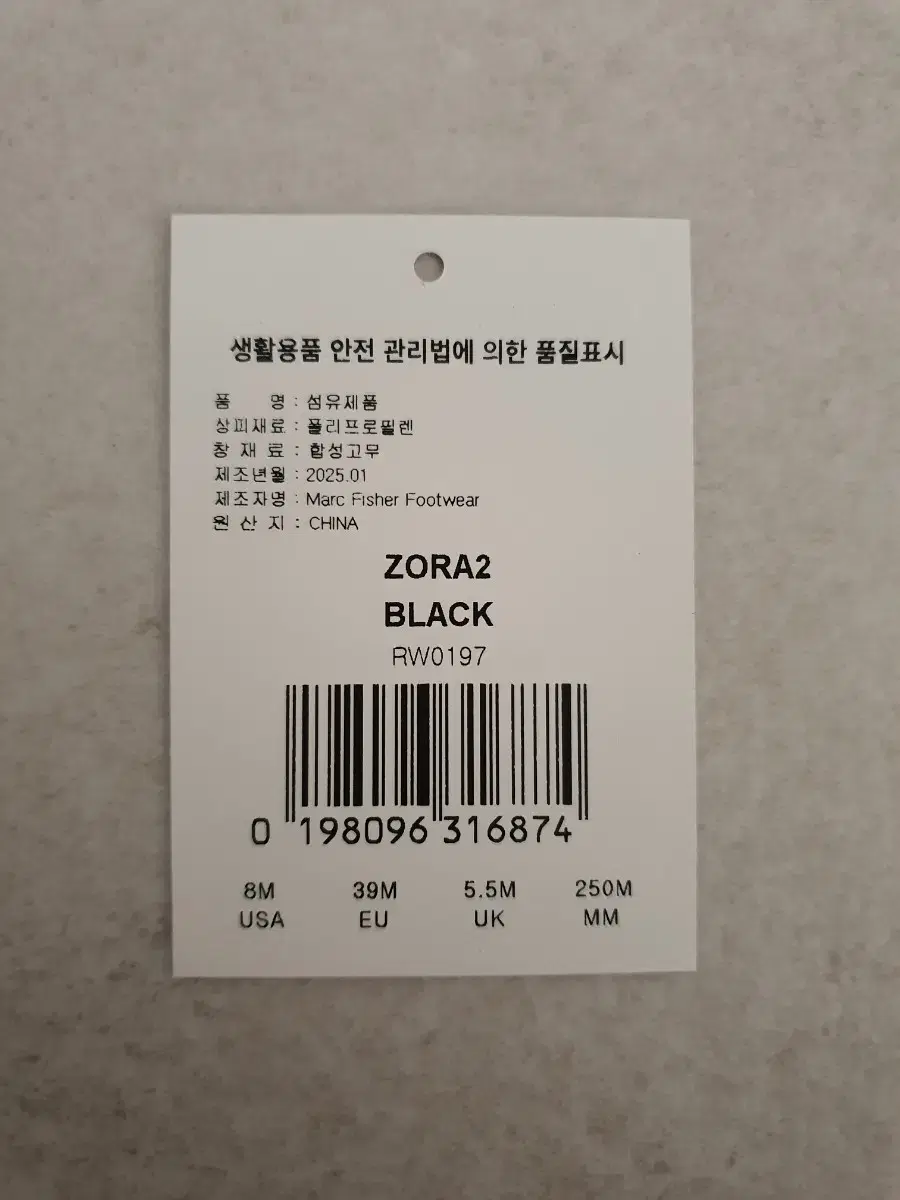 생활용품 안전 관리법에 의한 품질표시
품 명 : 섬유제품
상피재료 : 폴리프로필렌
창 재 료 : 합성고무
제조년월 : 2025.01
제조자명 : Marc Fisher Footwear
원 산 지 : CHINA
ZORA2
BLACK
RW0197
0 198096 316874
8M 39M 5.5M 250M
USA EU UK MM